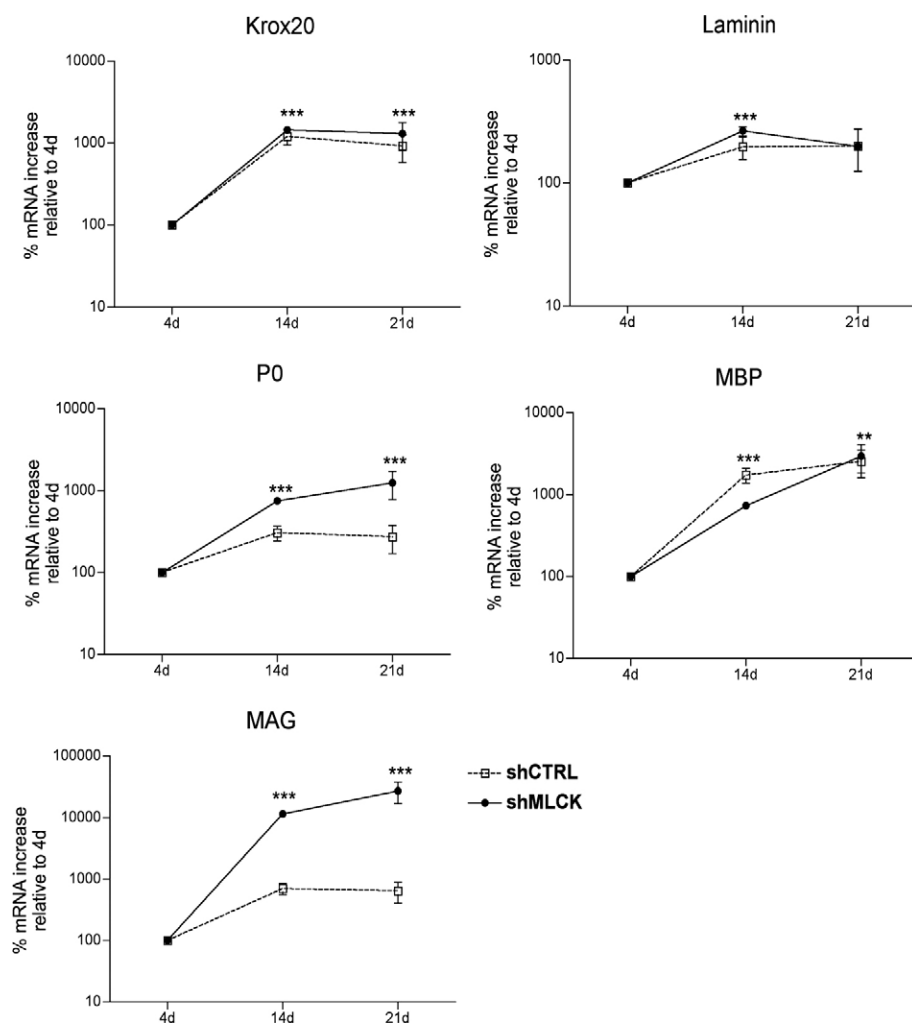 Krox20
% mRNA increase
relative to 4d
10000
1000
100
10
***
***
4d
14d
21d
Laminin
% mRNA increase
relative to 4d
1000
100
10
***
4d
14d
21d
P0
% mRNA increase
relative to 4d
10000
1000
100
10
***
***
4d
14d
21d
MBP
% mRNA increase
relative to 4d
10000
1000
100
10
***
**
4d
14d
21d
MAG
% mRNA increase
relative to 4d
100000
10000
1000
100
10
***
***
4d
14d
21d
shCTRL
shMLCK